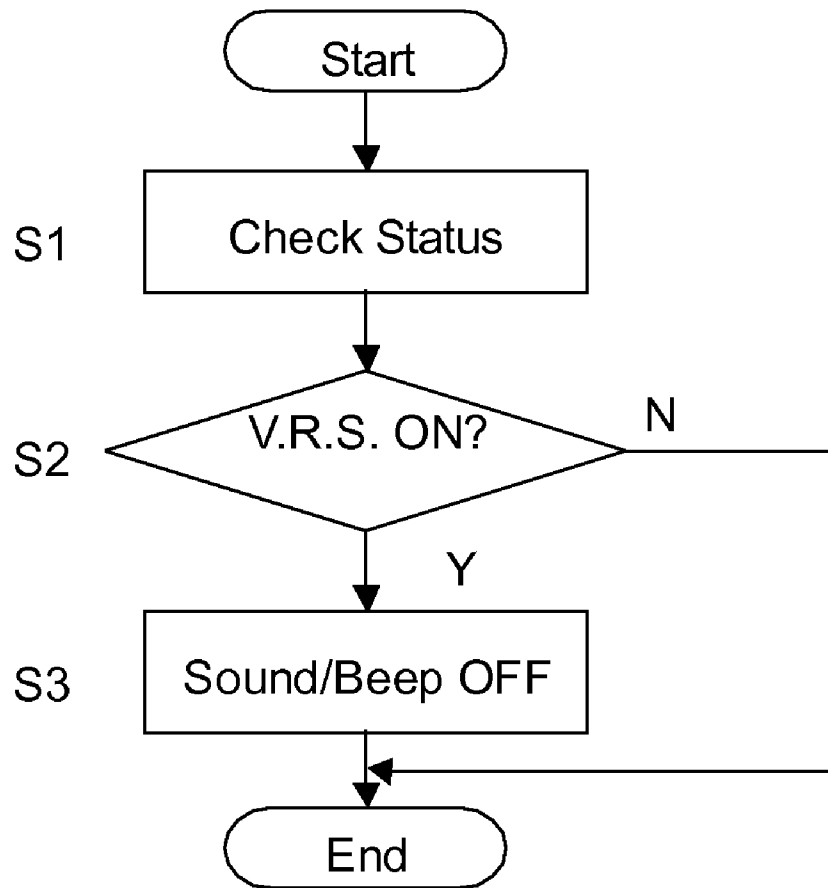 Start
S1
Check Status
S2
V.R.S. ON?
N
Y
S3
Sound/Beep OFF
End